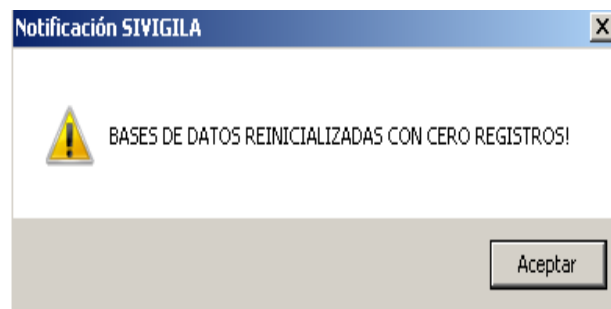 Notificación SIVIGILA
BASES DE DATOS REINICIALIZADAS CON CERO REGISTROS!
Aceptar